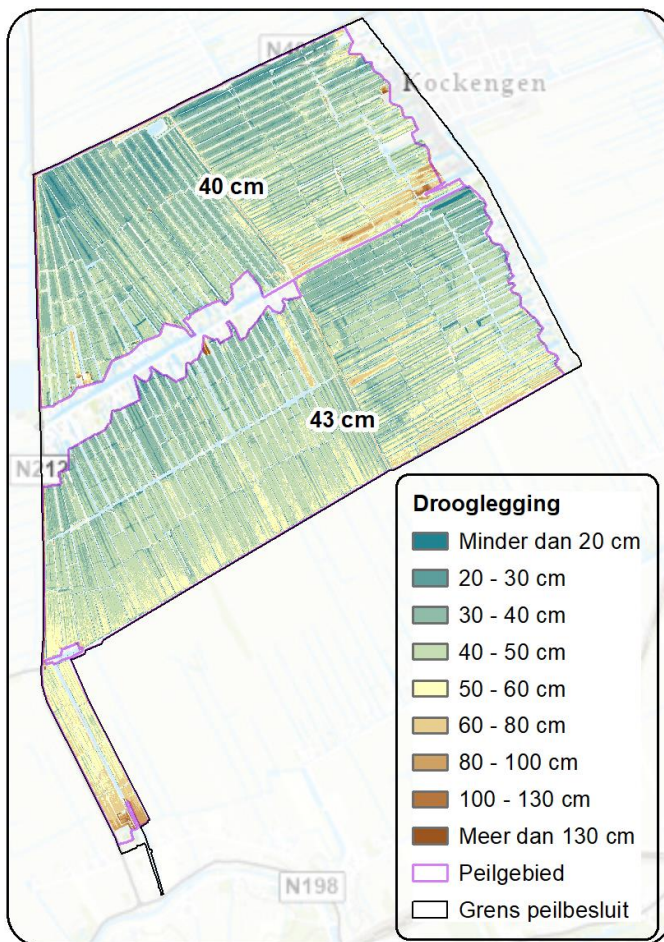 Kockengen
40 cm
43 cm
N212
Drooglegging
Minder dan 20 cm
20 - 30 cm
30 - 40 cm
40 - 50 cm
50 - 60 cm
60 - 80 cm
80 - 100 cm
100 - 130 cm
Meer dan 130 cm
Peilgebied
Grens peilbesluit
N198